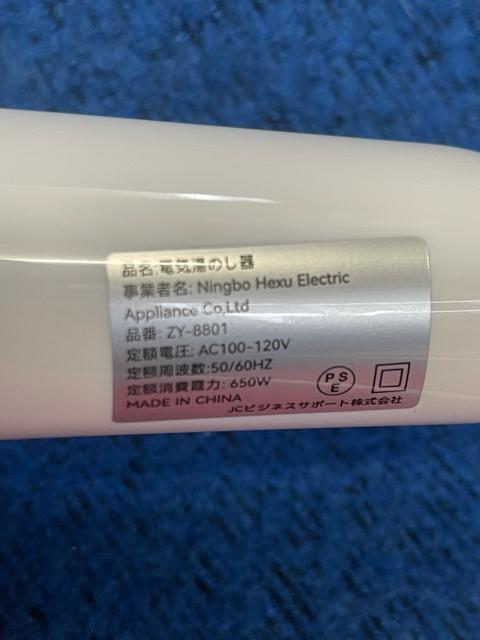 品名:電気湯のし器
事業者名: Ningbo Hexu Electric
Appliance Co,Ltd
品番: ZY-8801
定額電圧: AC100-120V
定額周波数:50/60HZ
定額消費霞力: 650W
MADE IN CHINA
PSE
JCビジネスサポート株式会社